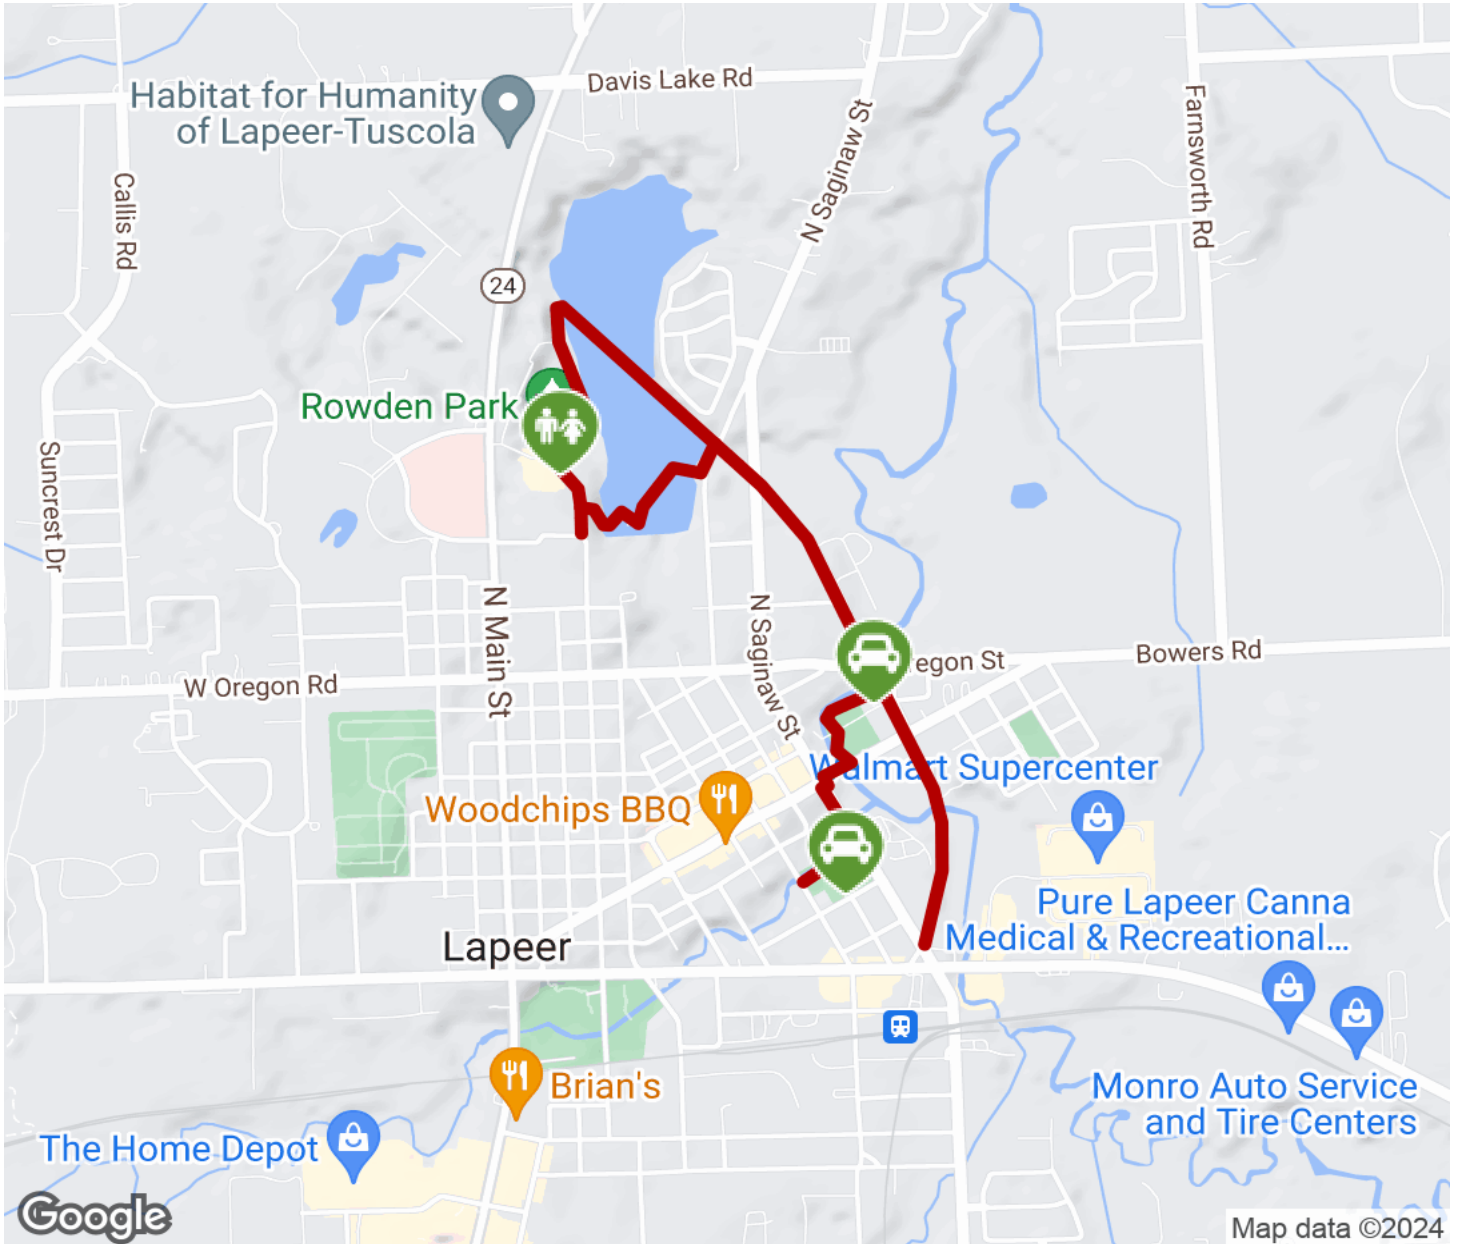 Davis Lake Rd
Habitat for Humanity
of Lapeer-Tuscola
N Saginaw St
Farnsworth Rd
Callis Rd
24
Rowden Park
Suncrest Dr
N Main St
N Saginaw St
egon St
Bowers Rd
W Oregon Rd
Walmart Supercenter
Woodchips BBQ
Pure Lapeer Canna
Medical & Recreational...
Lapeer
Brian's
Monro Auto Service
and Tire Centers
The Home Depot
Google
Map data ©2024